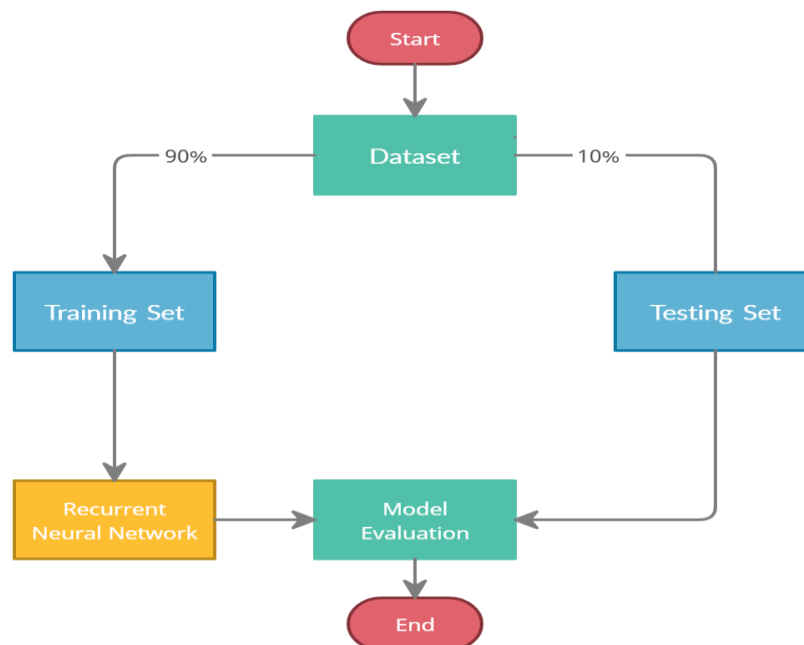 Start
Dataset
90%
10%
Training Set
Testing Set
Recurrent
Neural Network
Model
Evaluation
End